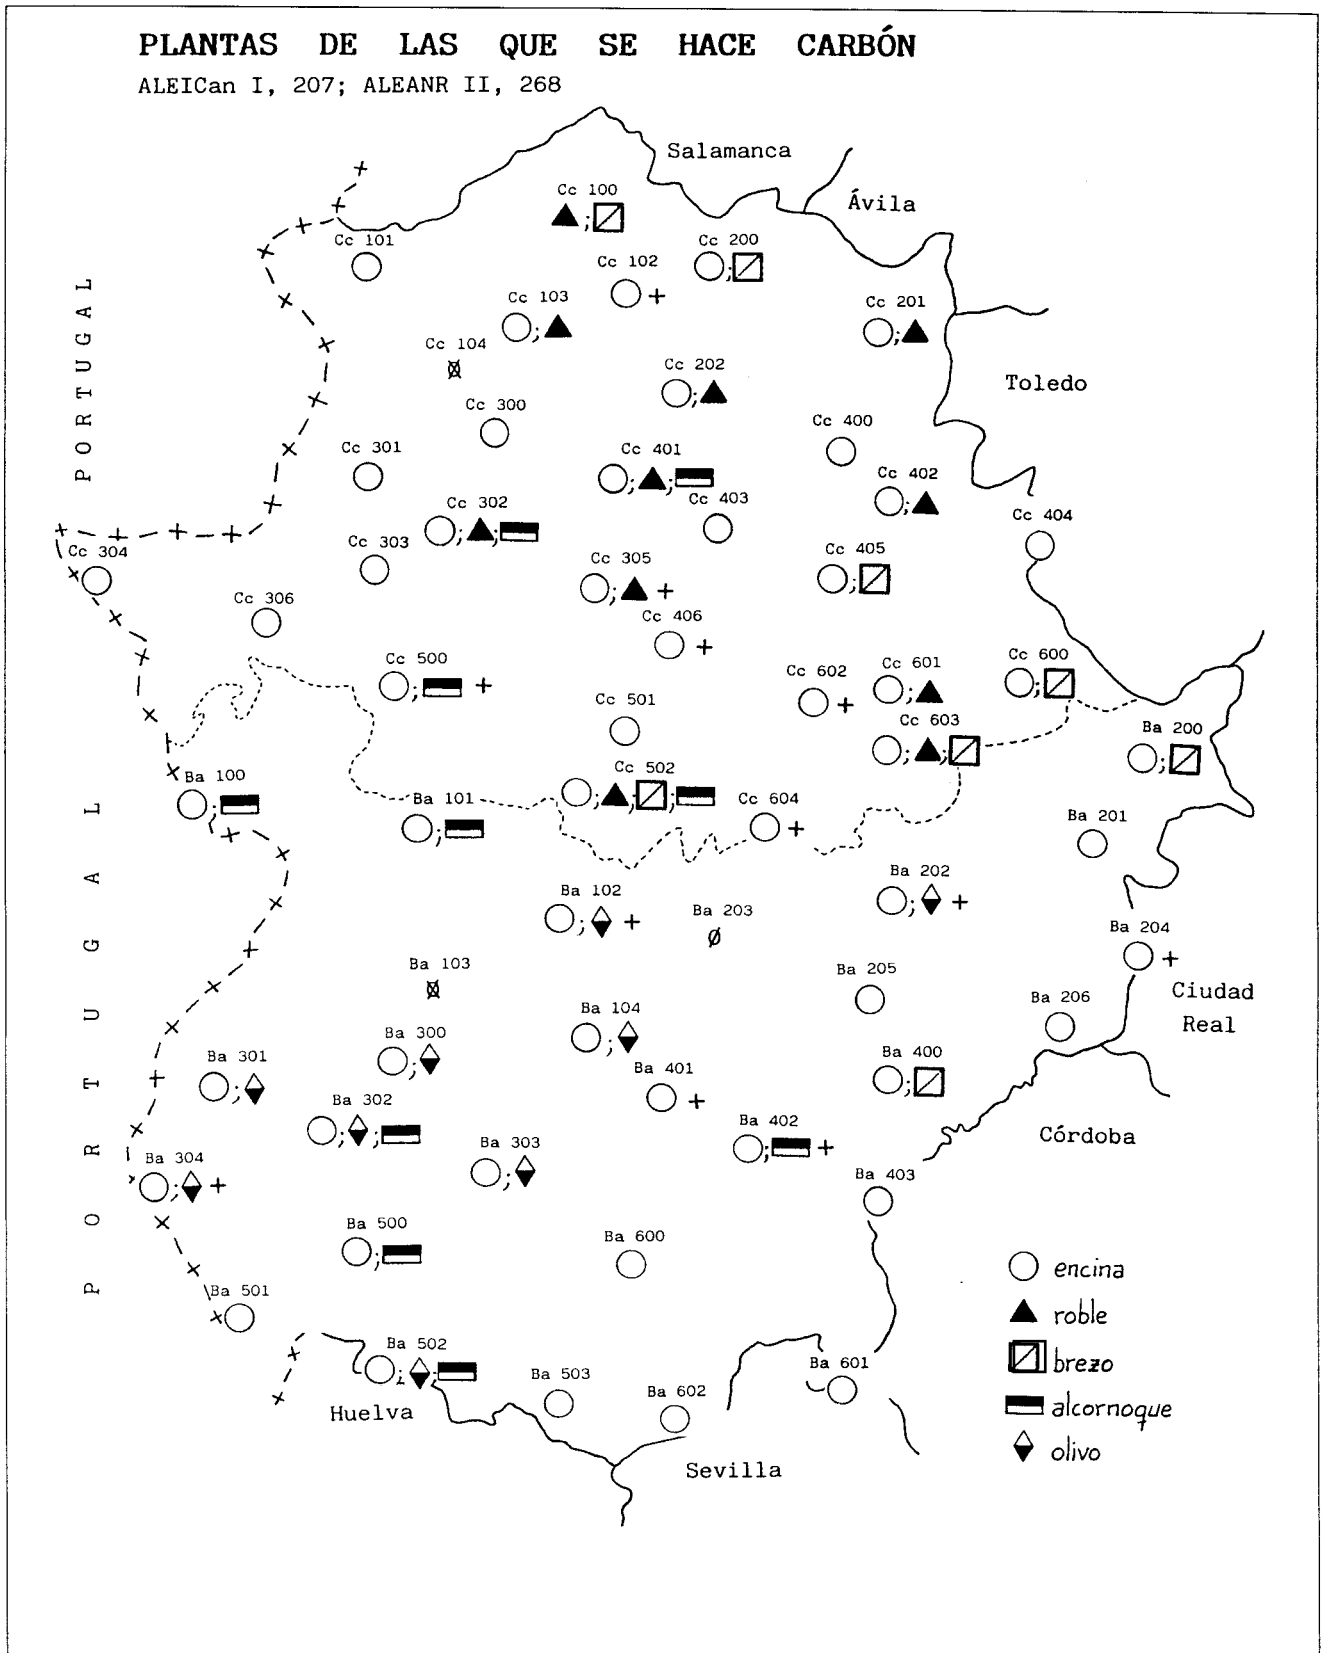 PLANTAS DE LAS QUE SE HACE CARBÓN
ALEICan I, 207; ALEANR II, 268
Salamanca
Ávila
Cc 100
Cc 101
Cc 200
Cc 102
Cc 103
Cc 201
Cc 104
Cc 202
Toledo
PORTUGAL
Cc 300
Cc 400
Cc 301
Cc 401
Cc 402
Cc 302
Cc 403
Cc 404
Cc 303
Cc 304
Cc 305
Cc 405
Cc 306
Cc 406
Cc 500
Cc 602
Cc 601
Cc 600
Cc 501
Cc 603
Ba 200
Ba 100
Cc 502
Ba 101
Cc 604
Ba 201
PORTUGAL
Ba 102
Ba 203
Ba 202
Ba 204
Ba 103
Ba 205
Ciudad
Real
Ba 206
Ba 104
Ba 300
Ba 301
Ba 401
Ba 400
Ba 302
Ba 402
Córdoba
Ba 303
Ba 304
Ba 403
Ba 500
Ba 600
Ba 501
encina
roble
Ba 502
Ba 503
Ba 602
Ba 601
brezo
Huelva
alcornoque
olivo
Sevilla